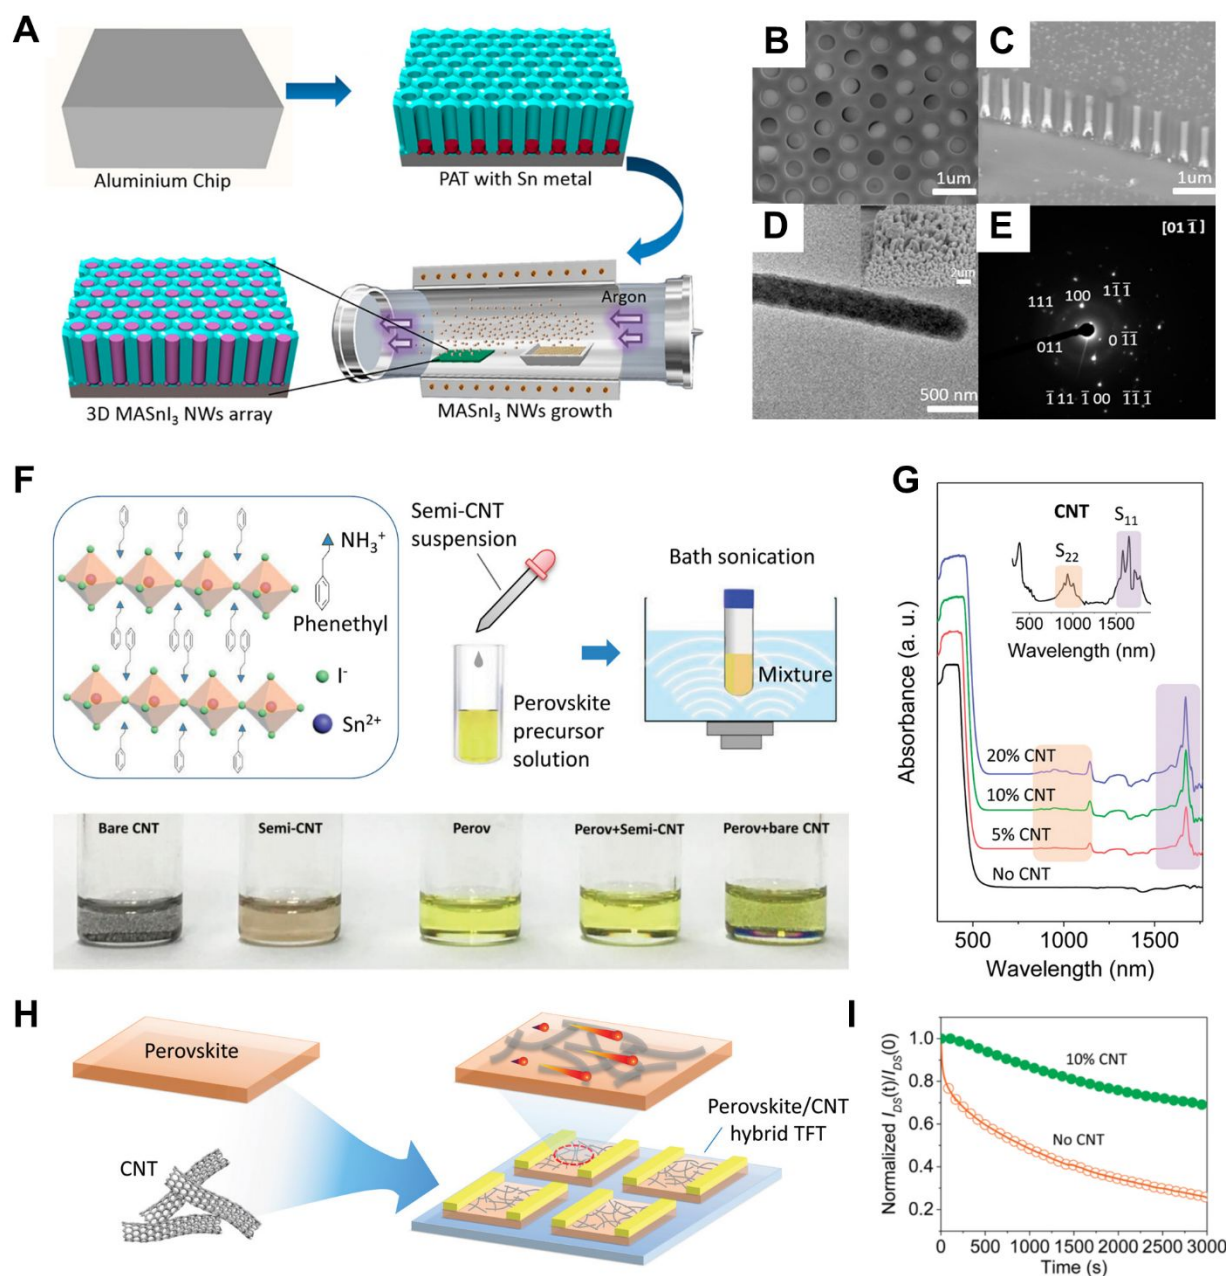 A
Aluminium Chip
PAT with Sn metal
Argon
3D MASnI₃ NWs array
MASnI₃ NWs growth
B
1um
C
1um
D
2um
500 nm
E
[01 1̅]
111
100
11̅1̅
011
01̅1̅
1̅11
1̅00
1̅1̅1̅
F
NH₃⁺
Phenethyl
I⁻
Sn²⁺
Semi-CNT
suspension
Perovskite
precursor
solution
Bath sonication
Mixture
Bare CNT
Semi-CNT
Perov
Perov+Semi-CNT
Perov+bare CNT
G
CNT
S₂₂
S₁₁
500 1000 1500
Wavelength (nm)
Absorbance (a. u.)
20% CNT
10% CNT
5% CNT
No CNT
500 1000 1500
Wavelength (nm)
H
Perovskite
CNT
Perovskite/CNT
hybrid TFT
I
Normalized I_DS(t)/I_DS(0)
1.0
0.8
0.6
0.4
0.2
10% CNT
No CNT
0 500 1000 1500 2000 2500 3000
Time (s)